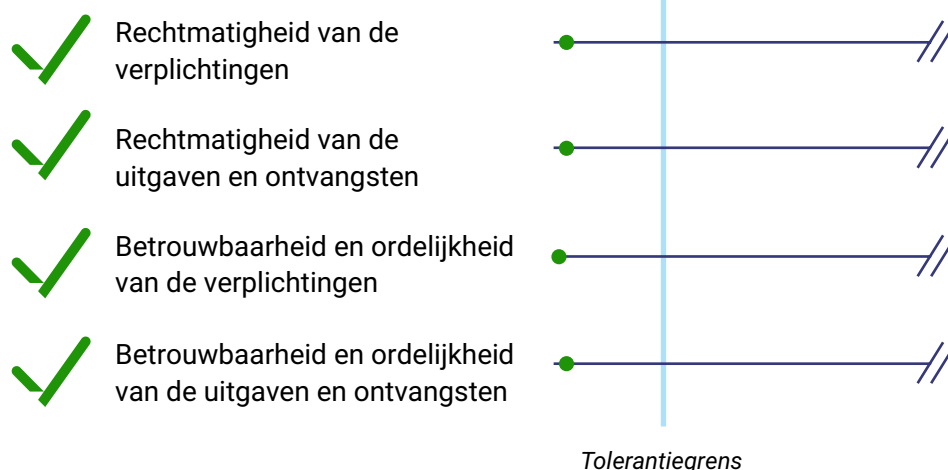 Rechtmatigheid van de
verplichtingen
Rechtmatigheid van de
uitgaven en ontvangsten
Betrouwbaarheid en ordelijkheid
van de verplichtingen
Betrouwbaarheid en ordelijkheid
van de uitgaven en ontvangsten
Tolerantiegrens